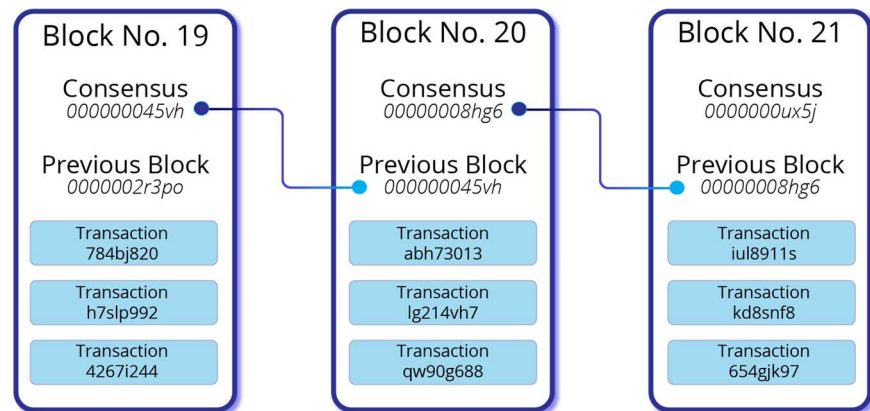 Block No. 19
Consensus
000000045vh
Previous Block
0000002r3po
Transaction
784bj820
Transaction
h7slp992
Transaction
4267i244
Block No. 20
Consensus
00000008hg6
Previous Block
000000045vh
Transaction
abh73013
Transaction
lg214vh7
Transaction
qw90g688
Block No. 21
Consensus
0000000ux5j
Previous Block
00000008hg6
Transaction
iul8911s
Transaction
kd8snf8
Transaction
654gjk97